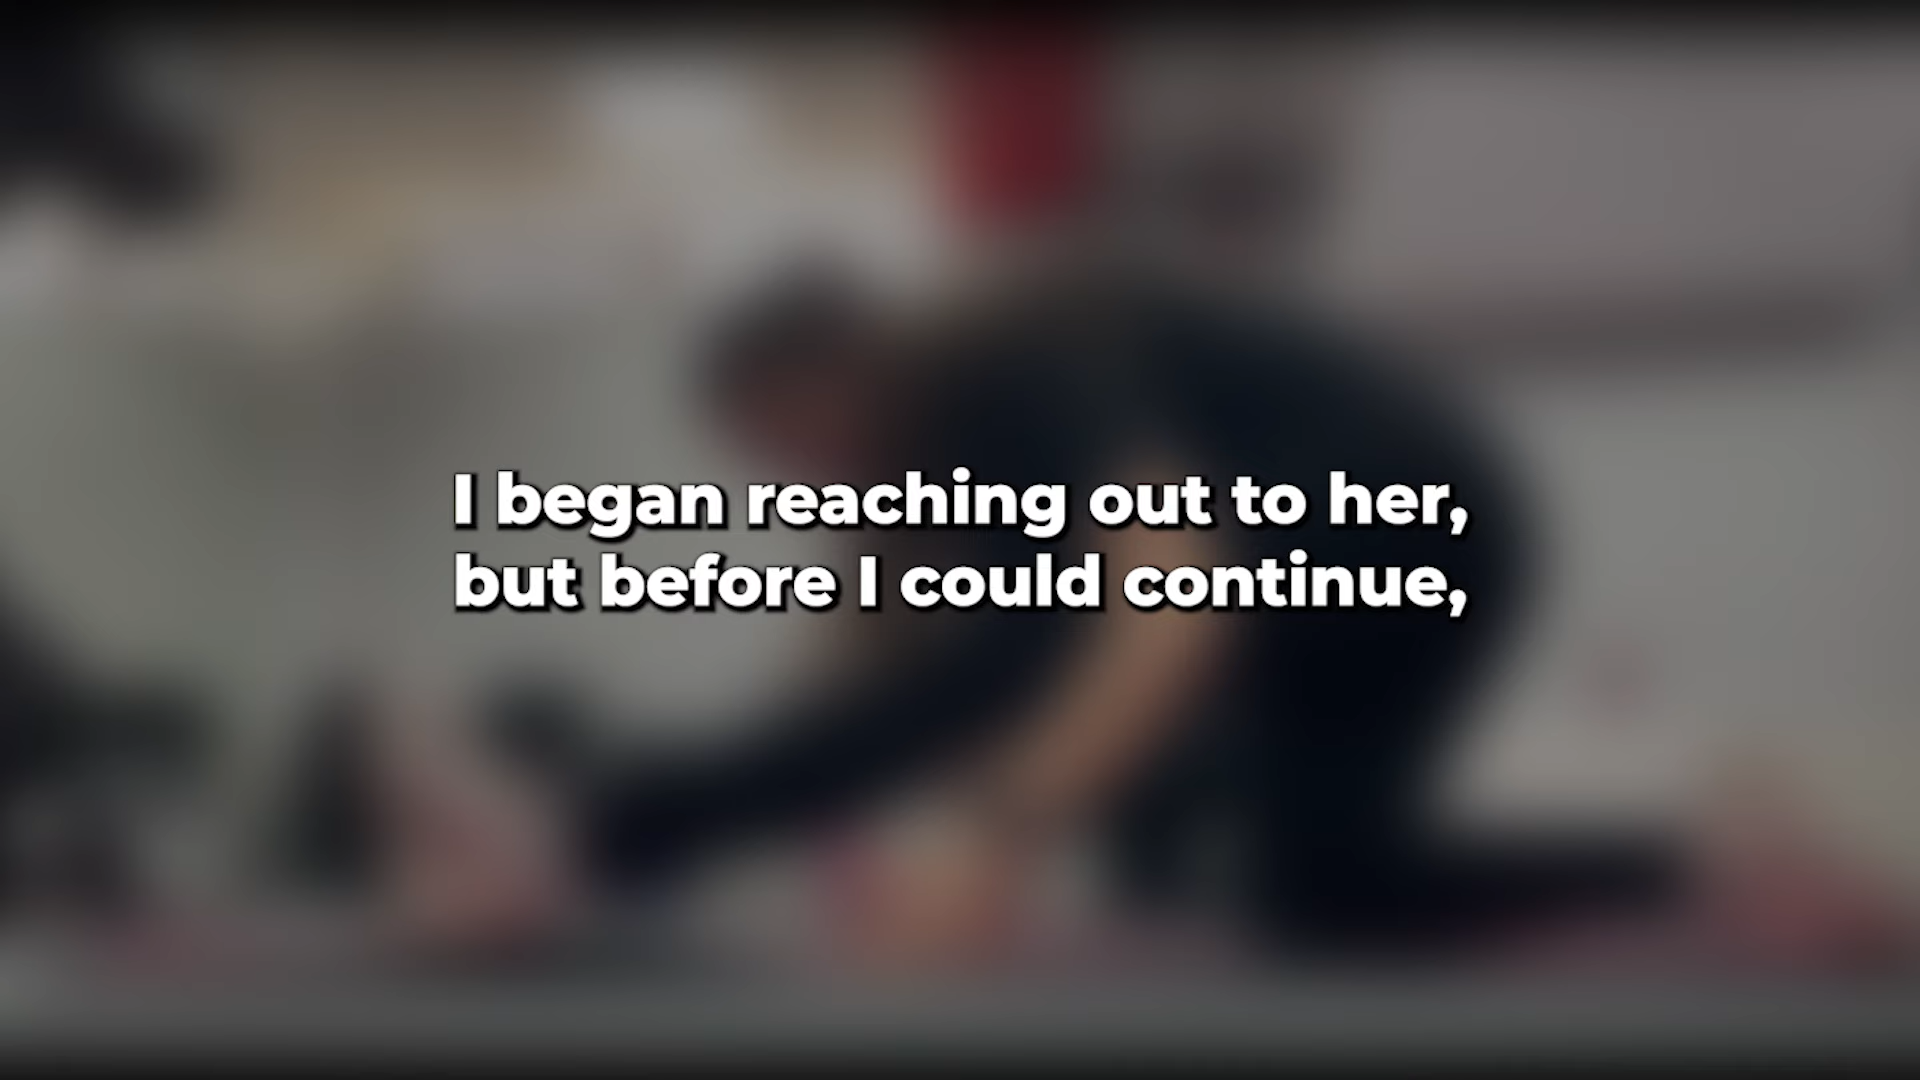 I began reaching out to her,
but before I could continue,